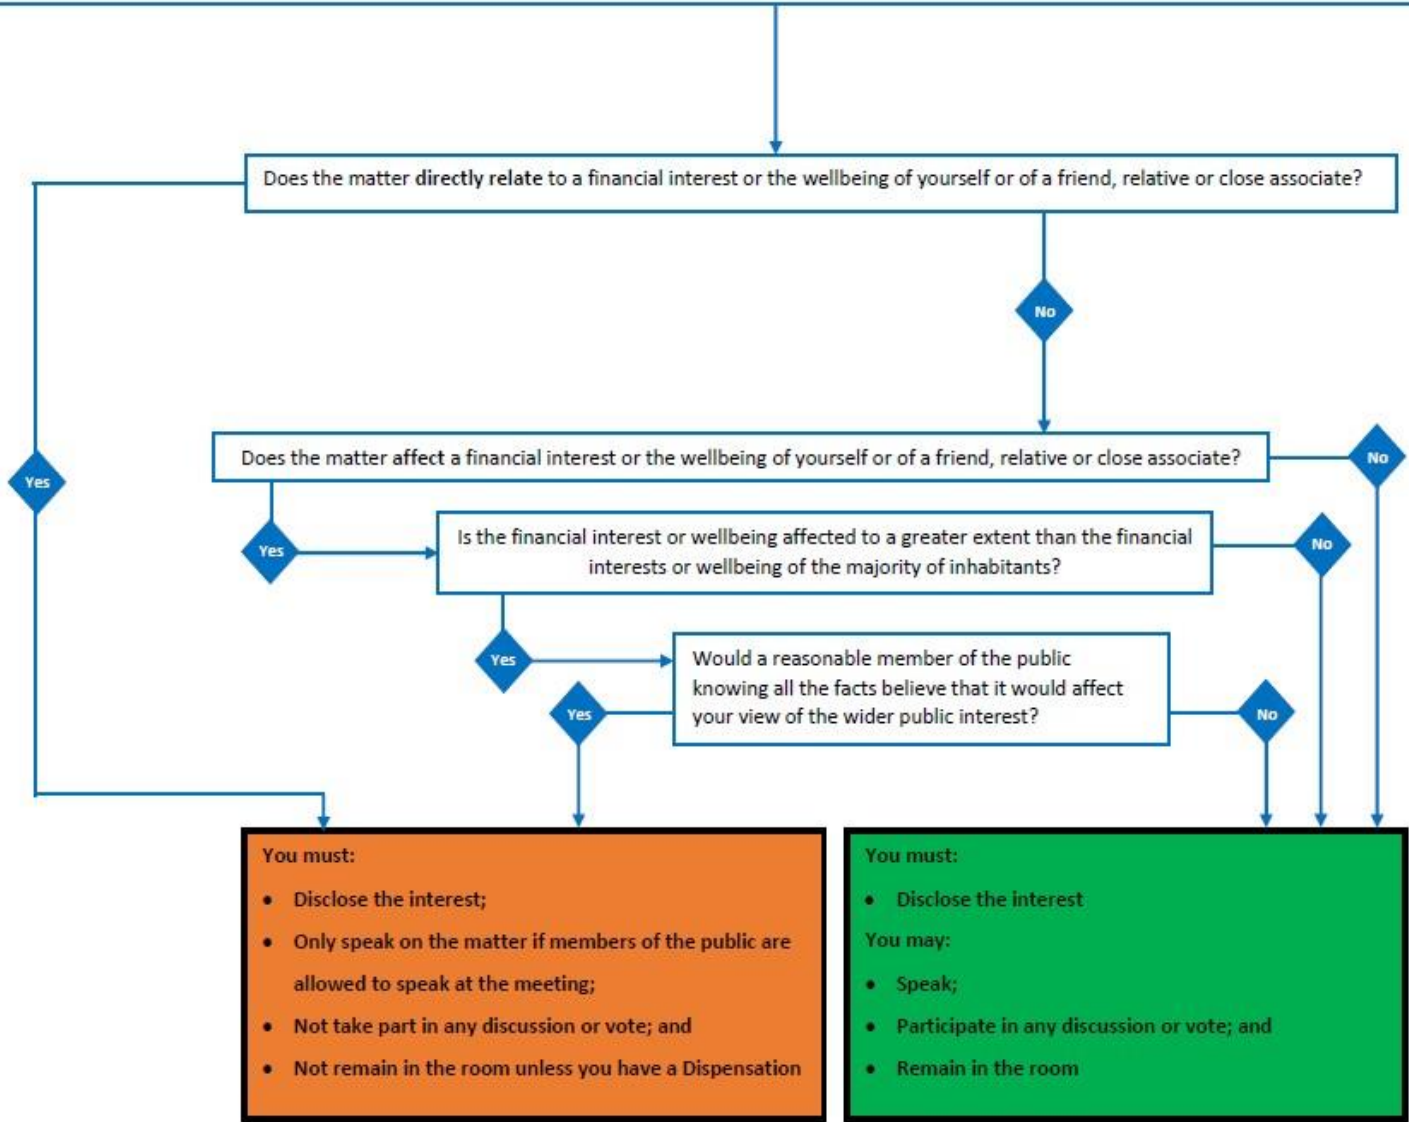 Does the matter directly relate to a financial interest or the wellbeing of yourself or of a friend, relative or close associate?
No
Does the matter affect a financial interest or the wellbeing of yourself or of a friend, relative or close associate?
No
Yes
Yes
Is the financial interest or wellbeing affected to a greater extent than the financial
interests or wellbeing of the majority of inhabitants?
No
Yes
Would a reasonable member of the public
knowing all the facts believe that it would affect
your view of the wider public interest?
Yes
No
You must:
• Disclose the interest;
• Only speak on the matter if members of the public are
allowed to speak at the meeting;
• Not take part in any discussion or vote; and
• Not remain in the room unless you have a Dispensation
You must:
• Disclose the interest
You may:
• Speak;
• Participate in any discussion or vote; and
• Remain in the room